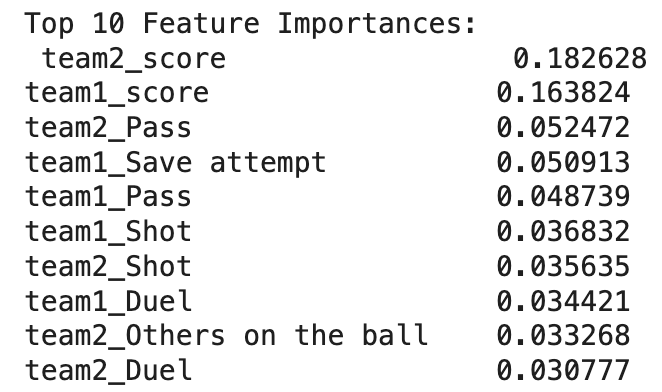 Top 10 Feature Importances:
team2_score 0.182628
team1_score 0.163824
team2_Pass 0.052472
team1_Save attempt 0.050913
team1_Pass 0.048739
team1_Shot 0.036832
team2_Shot 0.035635
team1_Duel 0.034421
team2_Others on the ball 0.033268
team2_Duel 0.030777